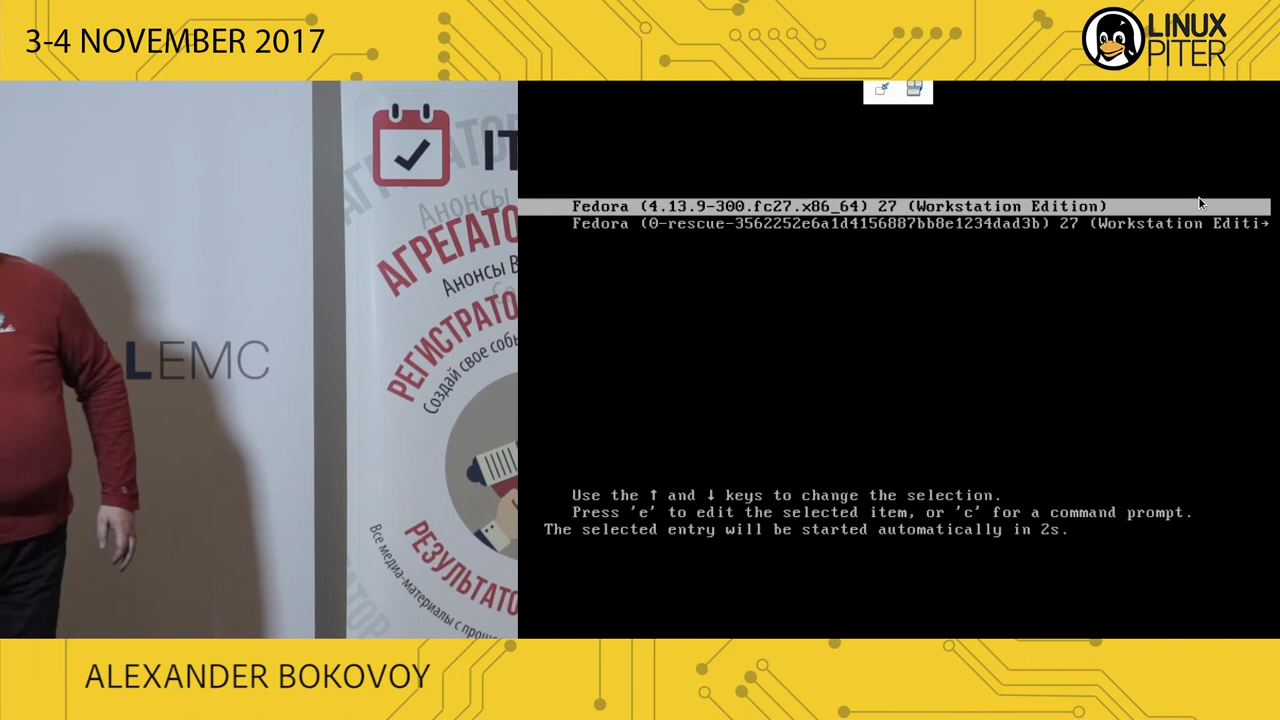 3-4 NOVEMBER 2017
LINUX
PITER
IT
АГРЕГАТО
Анонсы В
РЕГИСТРАТО
Создай свое собы
РЕЗУЛЬТАТО
Все медиа-материалы с прош
LEMC
Fedora (4.13.9-300.fc27.x86_64) 27 (Workstation Edition)
Fedora (0-rescue-3562252e6a1d4156887bb8e1234dad3b) 27 (Workstation Editi→
Use the ↑ and ↓ keys to change the selection.
Press 'e' to edit the selected item, or 'c' for a command prompt.
The selected entry will be started automatically in 2s.
ALEXANDER BOKOVOY